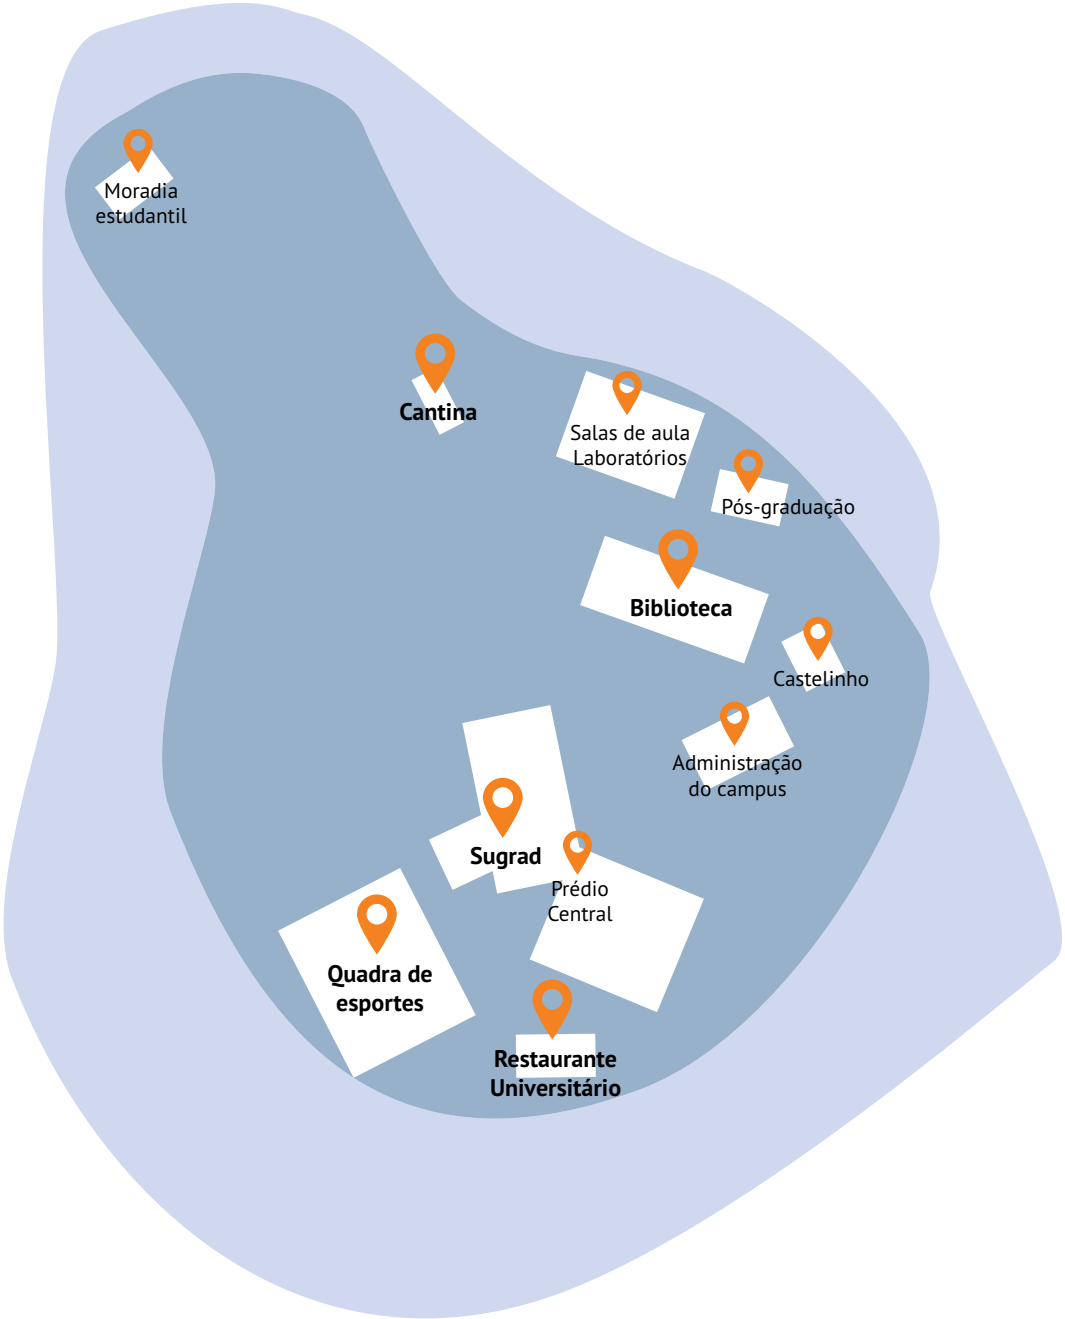 Moradia
estudantil
Cantina
Salas de aula
Laboratórios
Pós-graduação
Biblioteca
Castelinho
Administração
do campus
Sugrad
Prédio
Central
Quadra de
esportes
Restaurante
Universitário